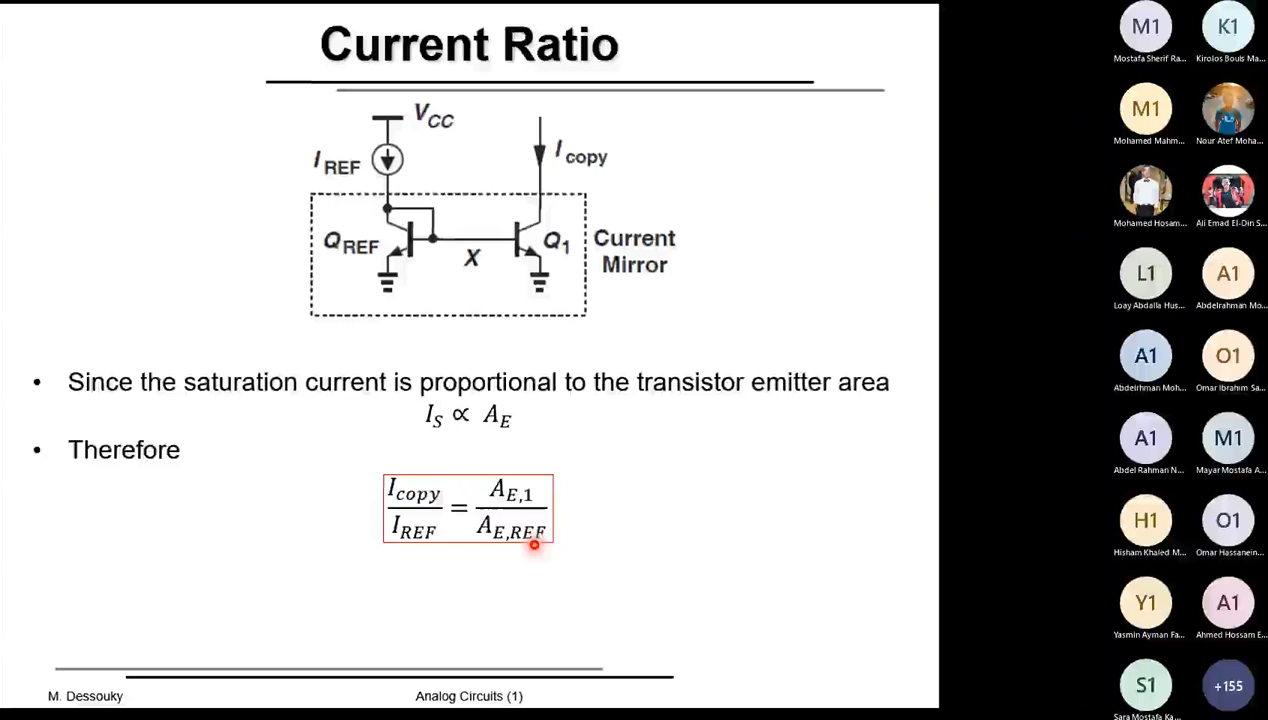 Current Ratio
V_CC
I_REF
I_copy
Q_REF
X
Q_1
Current
Mirror
• Since the saturation current is proportional to the transistor emitter area
I_S ∝ A_E
• Therefore
I_copy / I_REF = A_E,1 / A_E,REF
M. Dessouky
Analog Circuits (1)
M1
K1
Mostafa Sherif Ra...
Kirolos Bouls Ma...
M1
Mohamed Mahm...
Nour Atef Moha...
Mohamed Hosam...
Ali Emad El-Din S...
L1
A1
Loay Abdalla Hus...
Abdelrahman Mo...
A1
O1
Abdelrhman Moh...
Omar Ibrahim Sa...
A1
M1
Abdel Rahman N...
Mayar Mostafa A...
H1
O1
Hisham Khaled M...
Omar Hassanein...
Y1
A1
Yasmin Ayman Fa...
Ahmed Hossam E...
S1
+155
Sara Mostafa Ka...